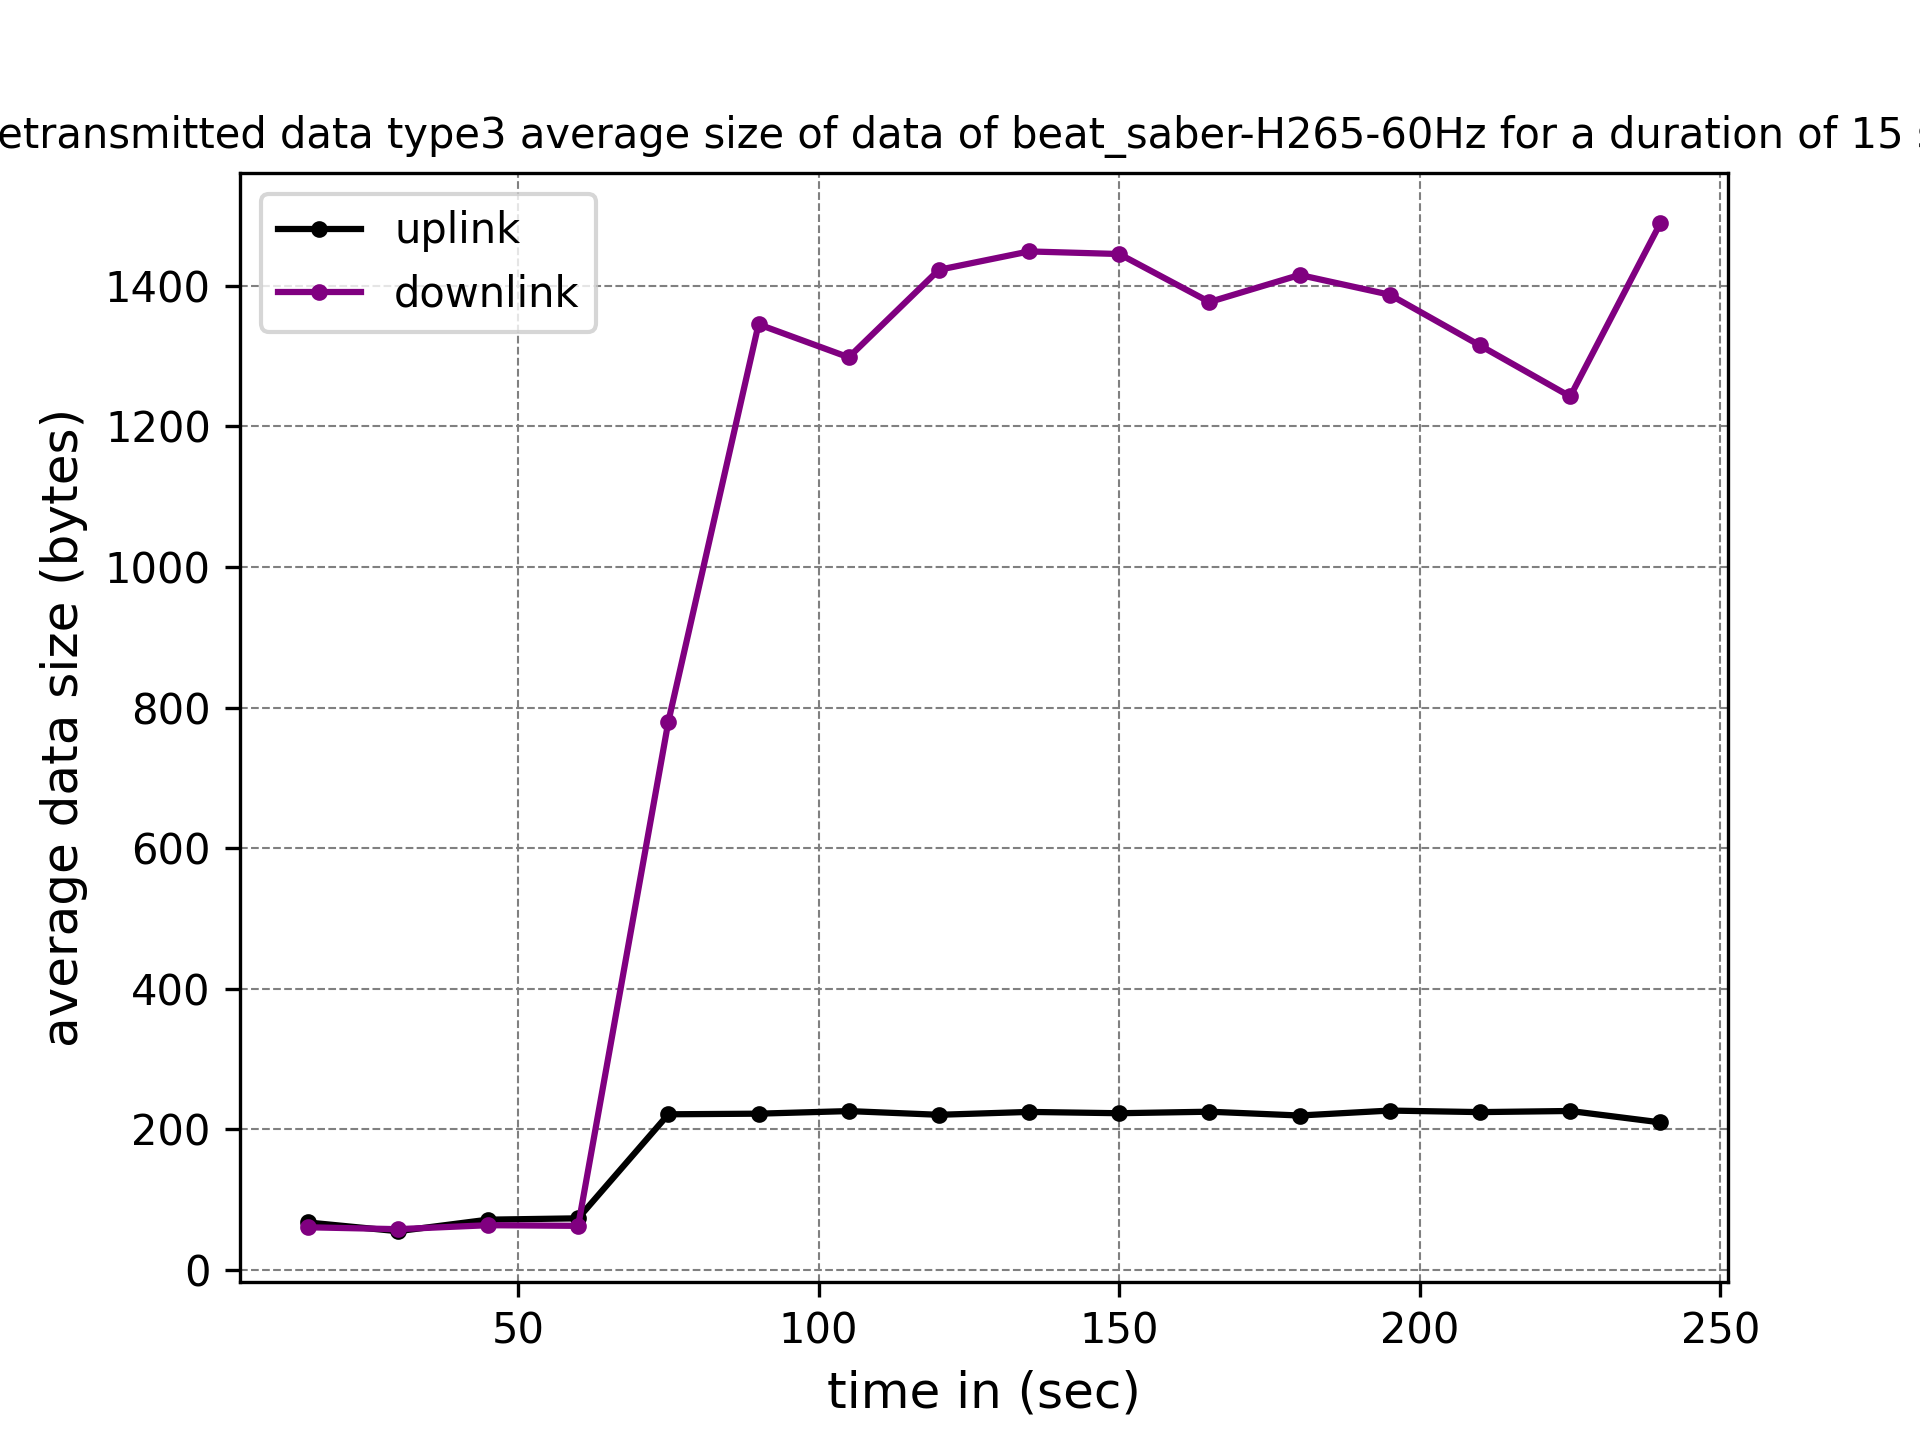 etransmitted data type3 average size of data of beat_saber-H265-60Hz for a duration of 15
uplink
downlink
1400
1200
1000
800
600
400
200
0
average data size (bytes)
50 100 150 200 250
time in (sec)